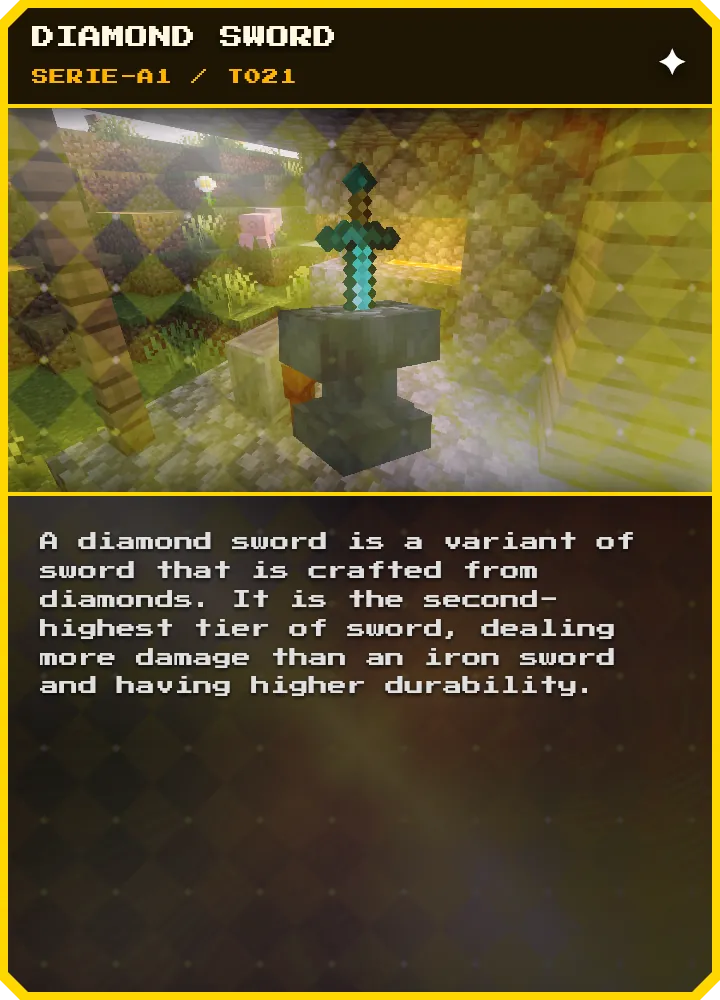 DIAMOND SWORD
SERIE-A1 / T021
A diamond sword is a variant of
sword that is crafted from
diamonds. It is the second-
highest tier of sword, dealing
more damage than an iron sword
and having higher durability.